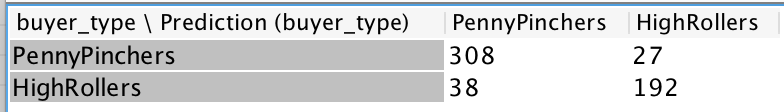 buyer_type \ Prediction (buyer_type) PennyPinchers HighRollers
PennyPinchers 308 27
HighRollers 38 192